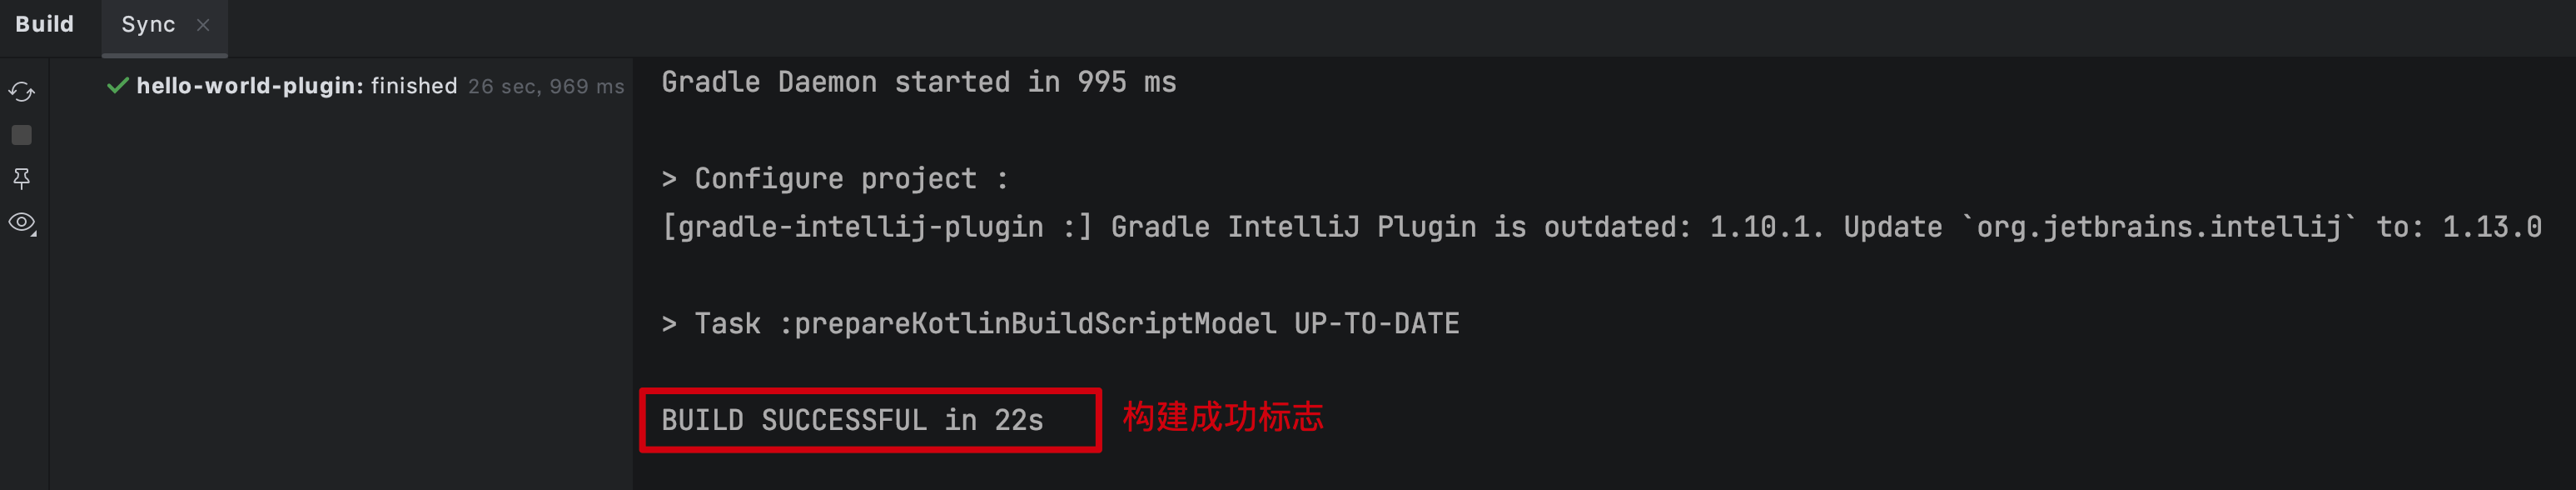 Build Sync
hello-world-plugin: finished 26 sec, 969 ms
Gradle Daemon started in 995 ms
> Configure project :
[gradle-intellij-plugin :] Gradle IntelliJ Plugin is outdated: 1.10.1. Update `org.jetbrains.intellij` to: 1.13.0
> Task :prepareKotlinBuildScriptModel UP-TO-DATE
BUILD SUCCESSFUL in 22s 构建成功标志